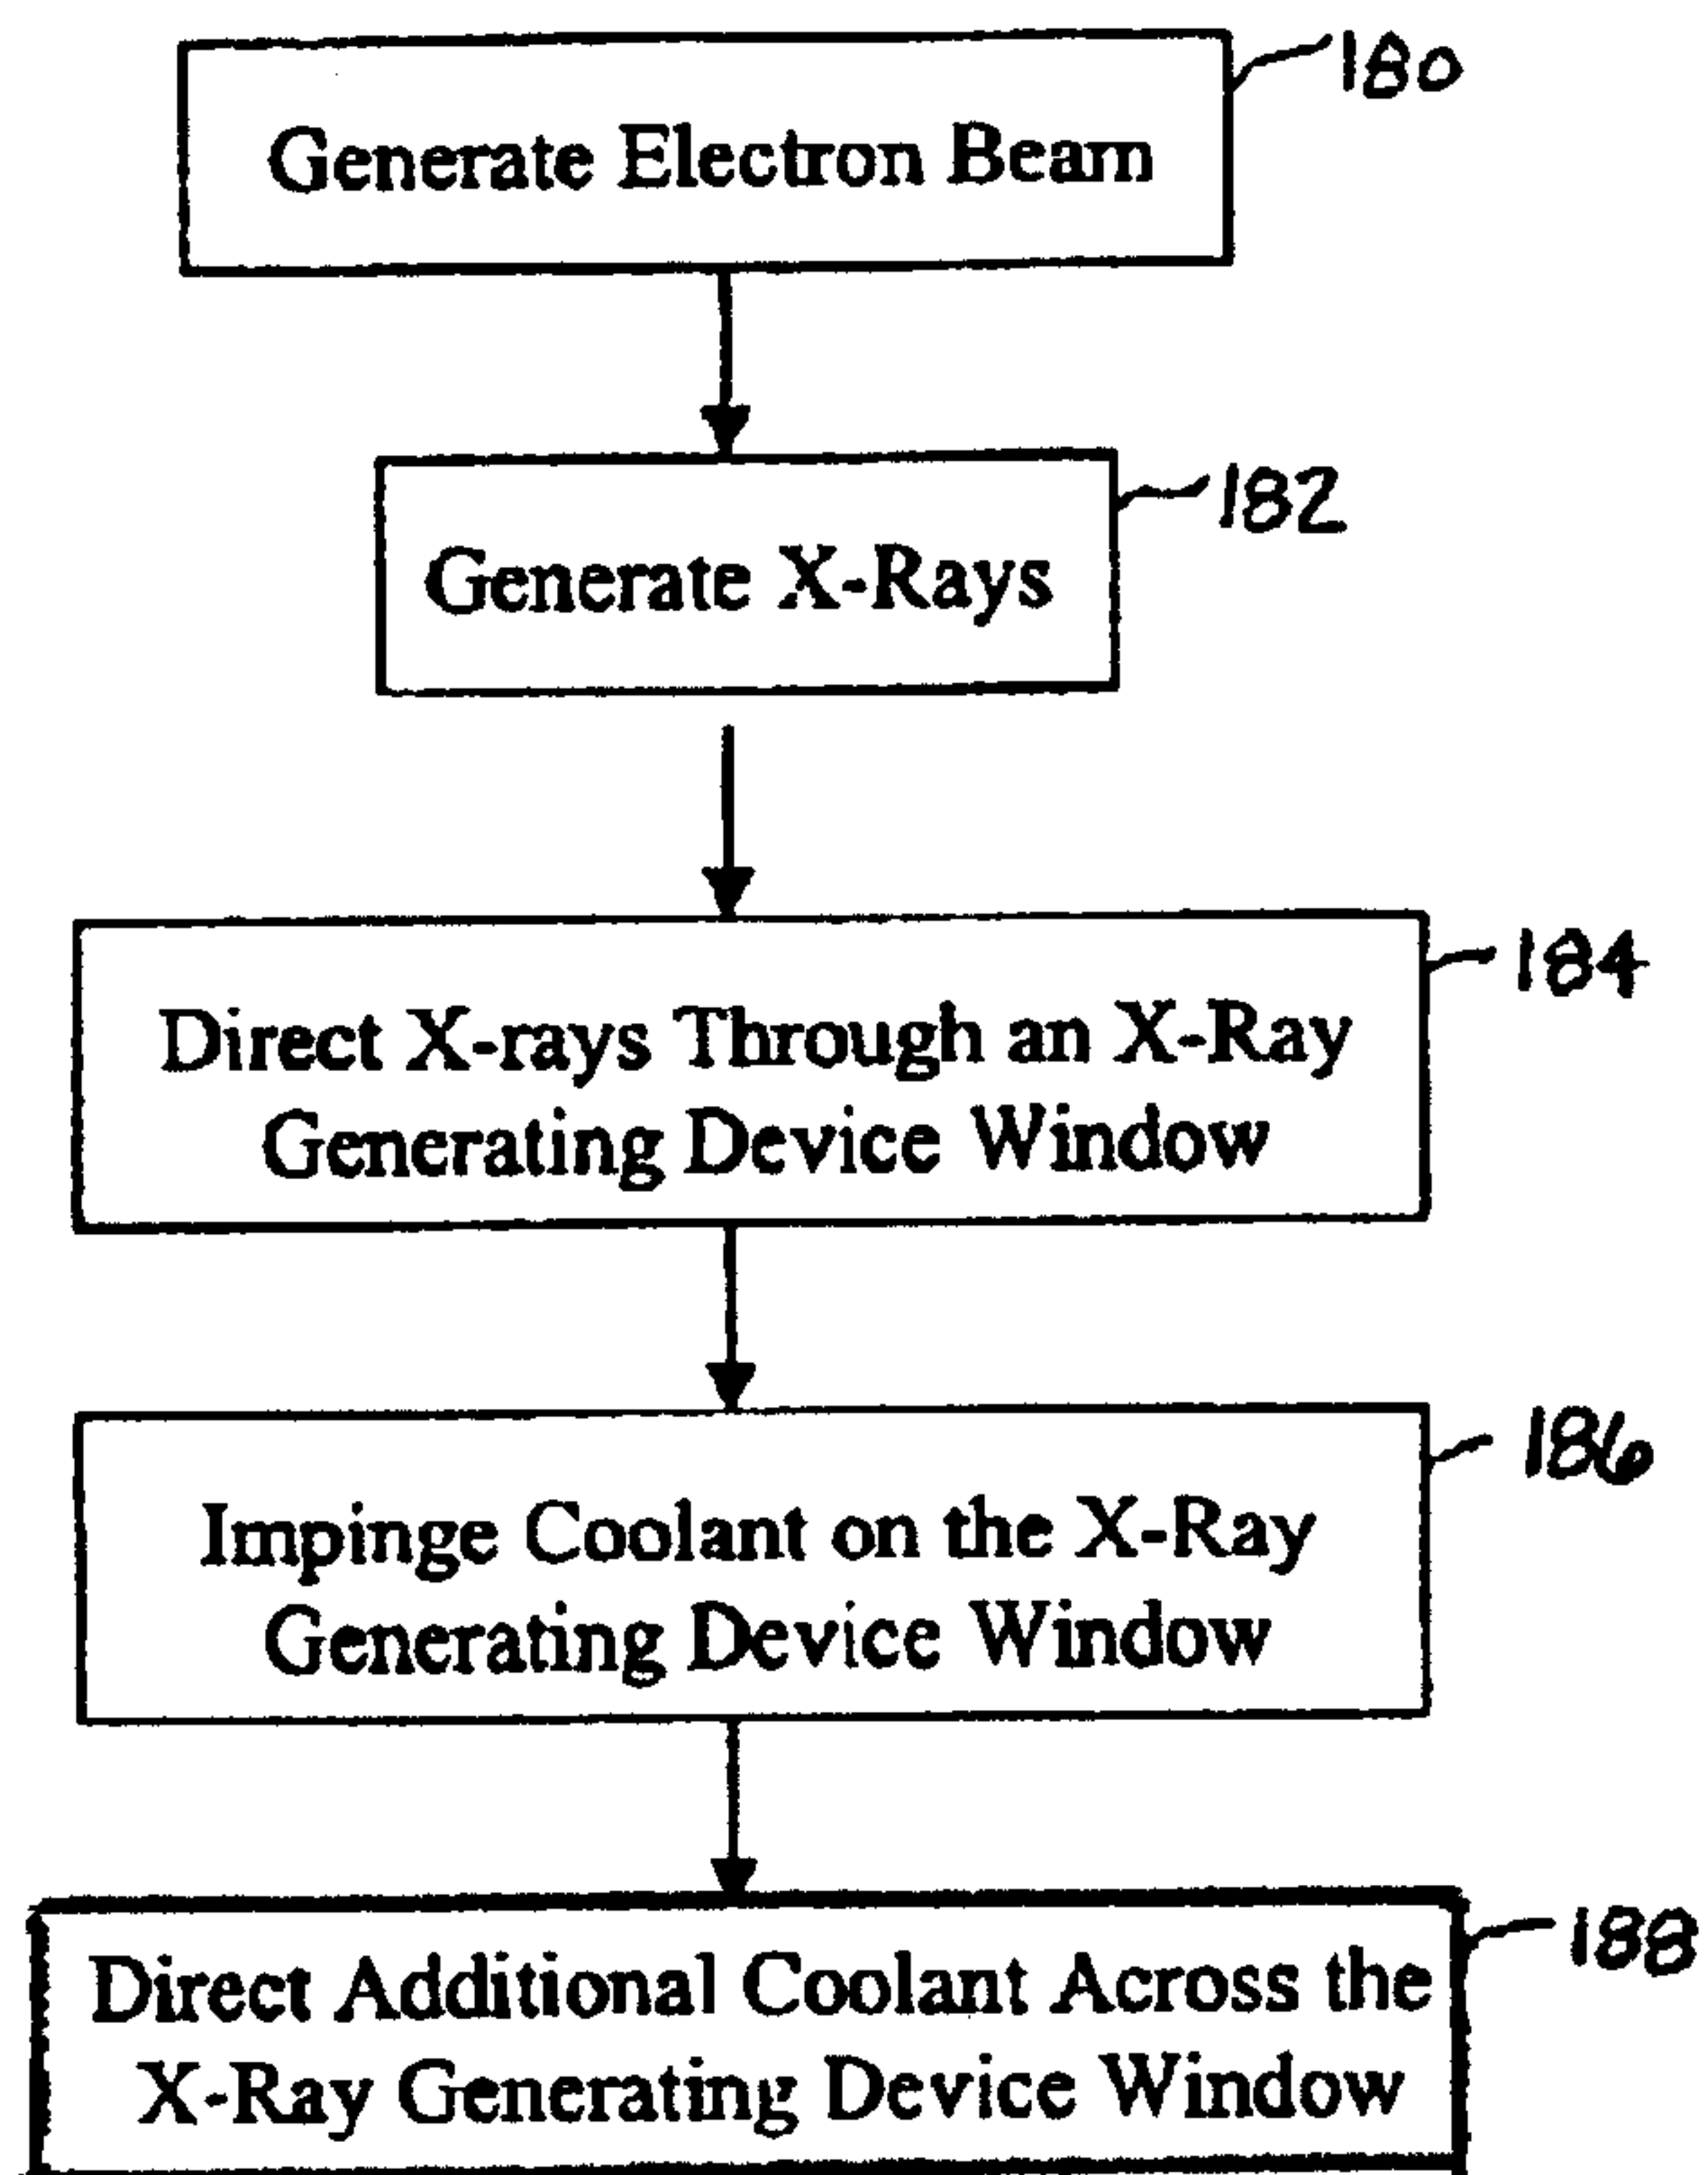 180
Generate Electron Beam
182
Generate X-Rays
184
Direct X-rays Through an X-Ray
Generating Device Window
186
Impinge Coolant on the X-Ray
Generating Device Window
188
Direct Additional Coolant Across the
X-Ray Generating Device Window